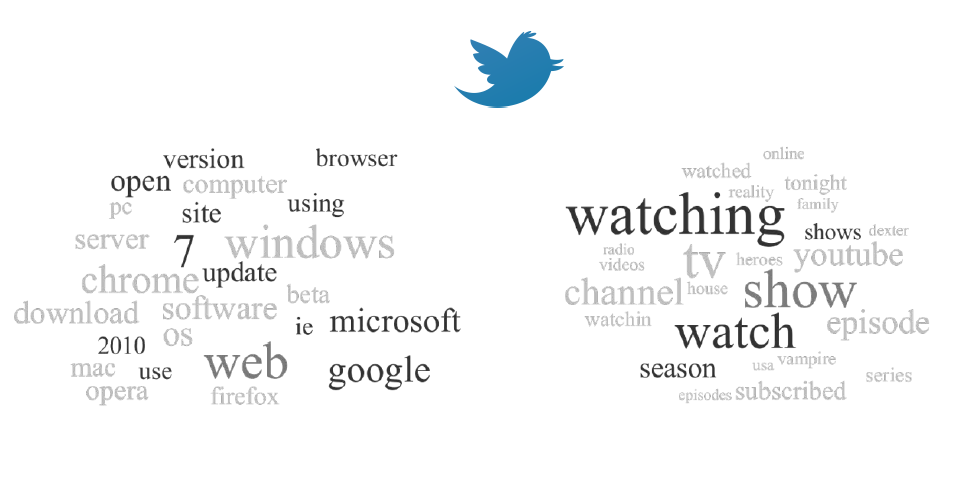 version browser
open computer
pc site using
server 7 windows
chrome update
download software beta
os ie microsoft
2010 web
mac use google
opera firefox
online
watched
reality tonight
watching family
shows dexter
radio tv heroes youtube
videos
channel house show
watchin watch episode
season usa vampire
series
episodes subscribed